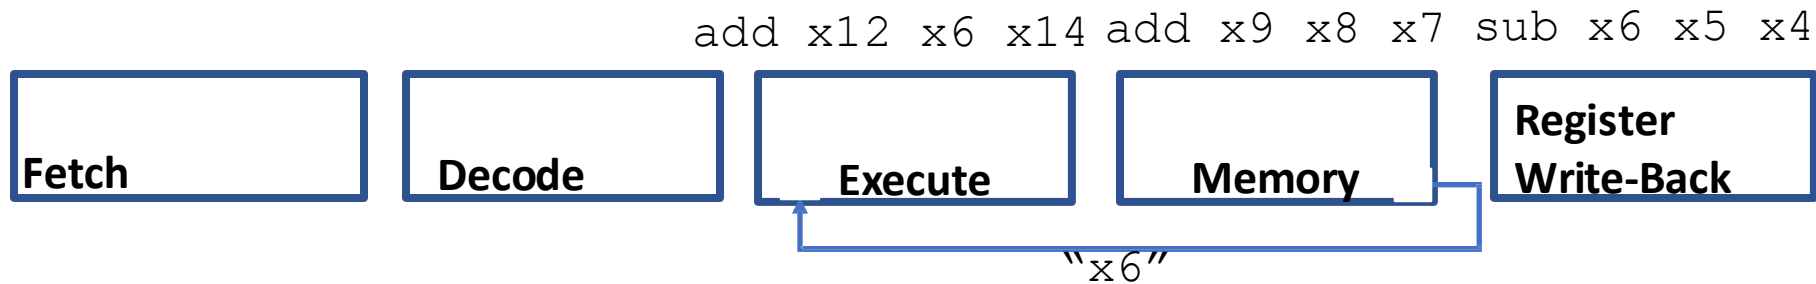 add x12 x6 x14 add x9 x8 x7 sub x6 x5 x4
Fetch
Decode
Execute
Memory
Register
Write-Back
“x6”